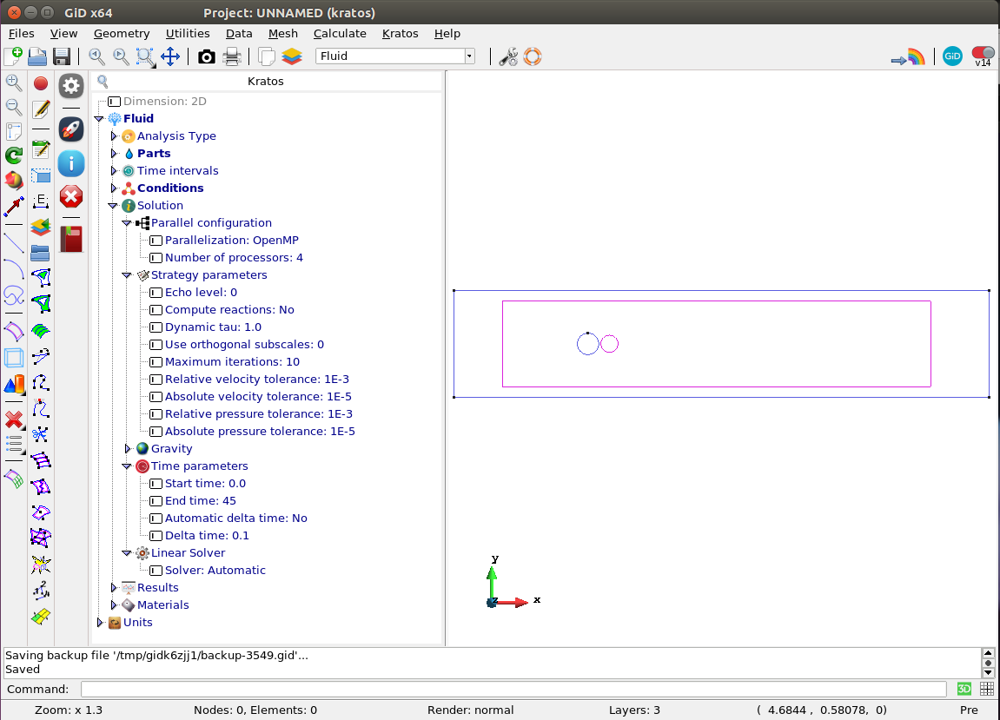 GiD x64 Project: UNNAMED (kratos)
Files View Geometry Utilities Data Mesh Calculate Kratos Help
Fluid
GiD
v14
Kratos
Dimension: 2D
Fluid
Analysis Type
Parts
Time intervals
Conditions
Solution
Parallel configuration
Parallelization: OpenMP
Number of processors: 4
Strategy parameters
Echo level: 0
Compute reactions: No
Dynamic tau: 1.0
Use orthogonal subscales: 0
Maximum iterations: 10
Relative velocity tolerance: 1E-3
Absolute velocity tolerance: 1E-5
Relative pressure tolerance: 1E-3
Absolute pressure tolerance: 1E-5
Gravity
Time parameters
Start time: 0.0
End time: 45
Automatic delta time: No
Delta time: 0.1
Linear Solver
Solver: Automatic
Results
Materials
Units
y
z
x
Saving backup file '/tmp/gidk6zjj1/backup-3549.gid'...
Saved
Command:
3D
Zoom: x 1.3 Nodes: 0, Elements: 0 Render: normal Layers: 3 ( 4.6844 , 0.58078, 0) Pre